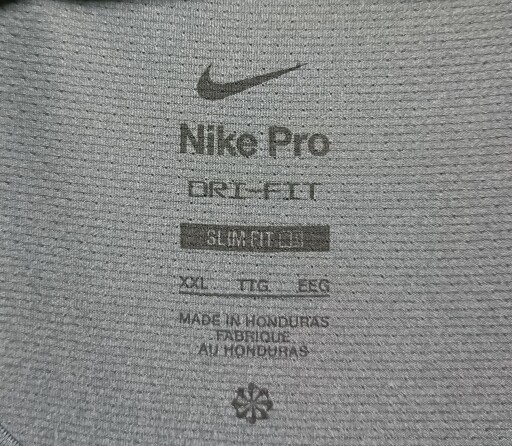 Nike Pro
DRI-FIT
SLIM FIT
XXL TTG EEG
MADE IN HONDURAS
FABRIQUE
AU HONDURAS